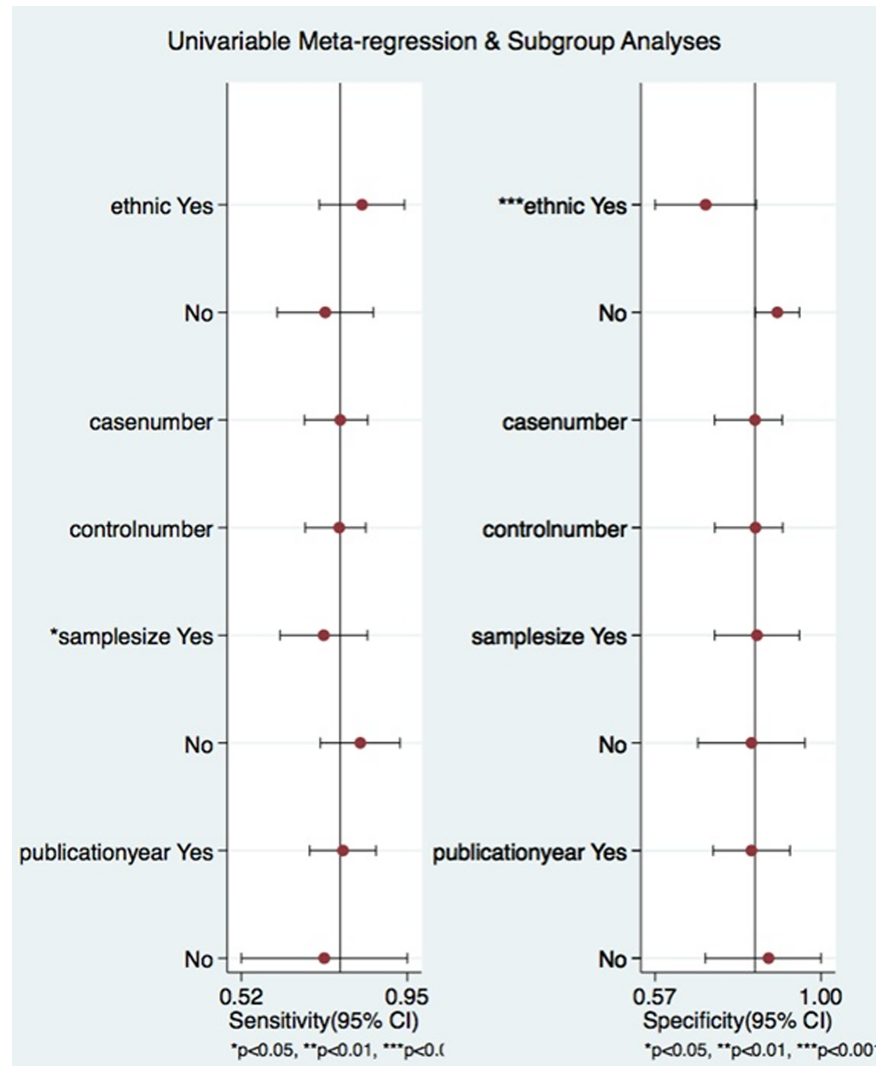 Univariable Meta-regression & Subgroup Analyses
ethnic Yes
No
casenumber
controlnumber
*samplesize Yes
No
publicationyear Yes
No
0.52 0.95
Sensitivity(95% CI)
*p<0.05, **p<0.01, ***p<0.0
***ethnic Yes
No
casenumber
controlnumber
samplesize Yes
No
publicationyear Yes
No
0.57 1.00
Specificity(95% CI)
*p<0.05, **p<0.01, ***p<0.001